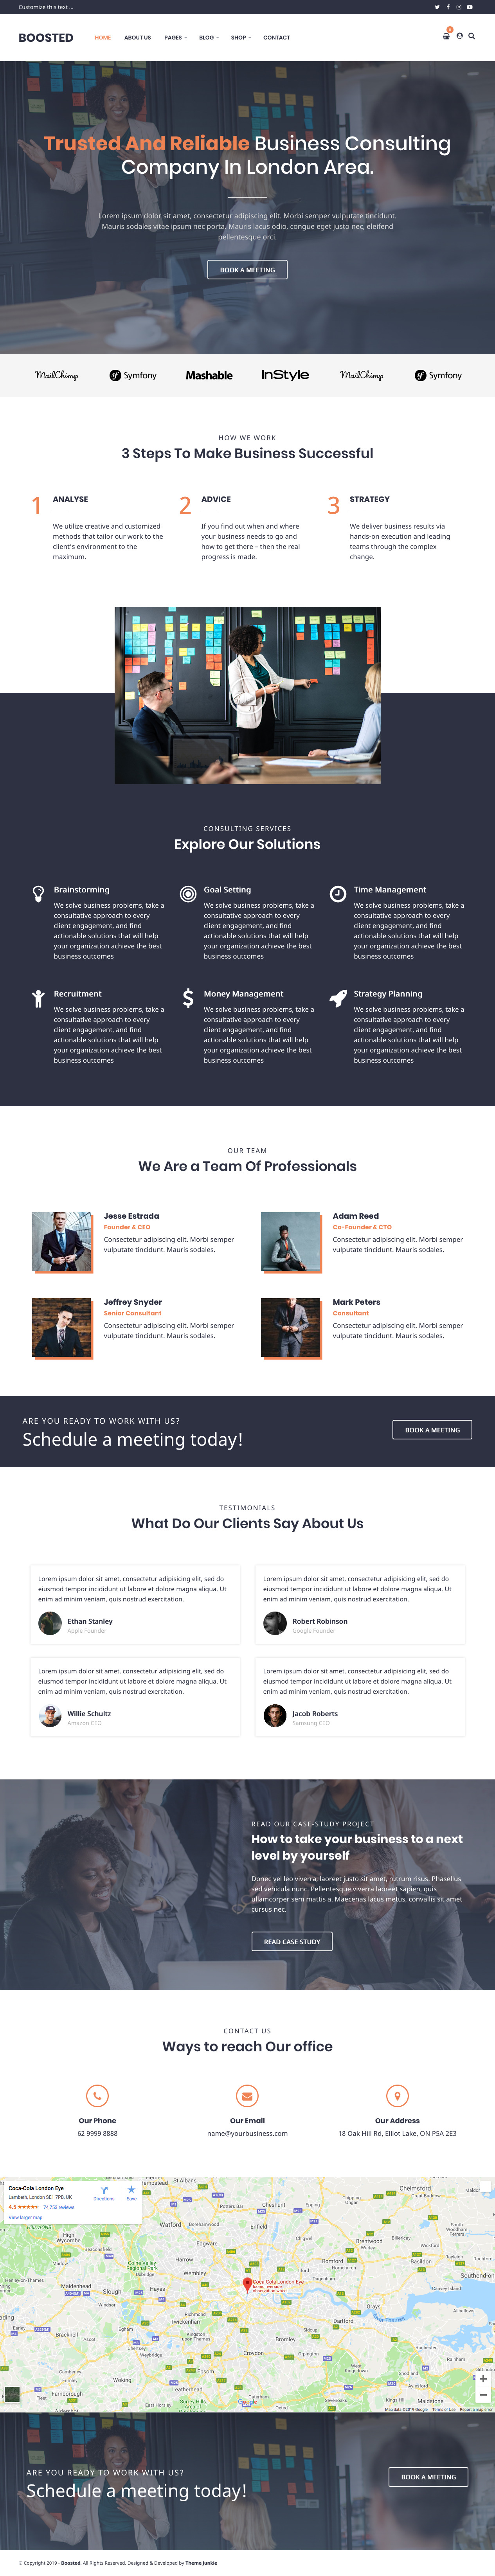 Customize this text ...
BOOSTED
HOME
ABOUT US
PAGES
BLOG
SHOP
CONTACT
0
Trusted And Reliable Business Consulting
Company In London Area.
Lorem ipsum dolor sit amet, consectetur adipiscing elit. Morbi semper vulputate tincidunt.
Mauris sodales vitae ipsum nec porta. Mauris lacus odio, congue eget justo nec, eleifend
pellentesque orci.
BOOK A MEETING
MailChimp
sf Symfony
Mashable
InStyle
MailChimp
sf Symfony
HOW WE WORK
3 Steps To Make Business Successful
1
ANALYSE
We utilize creative and customized
methods that tailor our work to the
client's environment to the
maximum.
2
ADVICE
If you find out when and where
your business needs to go and
how to get there – then the real
progress is made.
3
STRATEGY
We deliver business results via
hands-on execution and leading
teams through the complex
change.
CONSULTING SERVICES
Explore Our Solutions
Brainstorming
We solve business problems, take a
consultative approach to every
client engagement, and find
actionable solutions that will help
your organization achieve the best
business outcomes
Goal Setting
We solve business problems, take a
consultative approach to every
client engagement, and find
actionable solutions that will help
your organization achieve the best
business outcomes
Time Management
We solve business problems, take a
consultative approach to every
client engagement, and find
actionable solutions that will help
your organization achieve the best
business outcomes
Recruitment
We solve business problems, take a
consultative approach to every
client engagement, and find
actionable solutions that will help
your organization achieve the best
business outcomes
Money Management
We solve business problems, take a
consultative approach to every
client engagement, and find
actionable solutions that will help
your organization achieve the best
business outcomes
Strategy Planning
We solve business problems, take a
consultative approach to every
client engagement, and find
actionable solutions that will help
your organization achieve the best
business outcomes
OUR TEAM
We Are a Team Of Professionals
Jesse Estrada
Founder & CEO
Consectetur adipiscing elit. Morbi semper
vulputate tincidunt. Mauris sodales.
Adam Reed
Co-Founder & CTO
Consectetur adipiscing elit. Morbi semper
vulputate tincidunt. Mauris sodales.
Jeffrey Snyder
Senior Consultant
Consectetur adipiscing elit. Morbi semper
vulputate tincidunt. Mauris sodales.
Mark Peters
Consultant
Consectetur adipiscing elit. Morbi semper
vulputate tincidunt. Mauris sodales.
ARE YOU READY TO WORK WITH US?
Schedule a meeting today!
BOOK A MEETING
TESTIMONIALS
What Do Our Clients Say About Us
Lorem ipsum dolor sit amet, consectetur adipisicing elit, sed do
eiusmod tempor incididunt ut labore et dolore magna aliqua. Ut
enim ad minim veniam, quis nostrud exercitation.
Ethan Stanley
Apple Founder
Lorem ipsum dolor sit amet, consectetur adipisicing elit, sed do
eiusmod tempor incididunt ut labore et dolore magna aliqua. Ut
enim ad minim veniam, quis nostrud exercitation.
Robert Robinson
Google Founder
Lorem ipsum dolor sit amet, consectetur adipisicing elit, sed do
eiusmod tempor incididunt ut labore et dolore magna aliqua. Ut
enim ad minim veniam, quis nostrud exercitation.
Willie Schultz
Amazon CEO
Lorem ipsum dolor sit amet, consectetur adipisicing elit, sed do
eiusmod tempor incididunt ut labore et dolore magna aliqua. Ut
enim ad minim veniam, quis nostrud exercitation.
Jacob Roberts
Samsung CEO
READ OUR CASE-STUDY PROJECT
How to take your business to a next
level by yourself
Donec vel leo viverra, laoreet justo sit amet, rutrum risus. Phasellus
sed vehicula nunc. Pellentesque viverra laoreet sapien, quis
ullamcorper sem mattis a. Maecenas lacus metus, convallis sit amet
cursus nec.
READ CASE STUDY
CONTACT US
Ways to reach Our office
Our Phone
62 9999 8888
Our Email
name@yourbusiness.com
Our Address
18 Oak Hill Rd, Elliot Lake, ON P5A 2E3
Coca-Cola London Eye
Lambeth, London SE1 7PB, UK
4.5 ★★★★★ 74,753 reviews
View larger map
Directions
Save
St Albans
Chelmsford
Cheshunt
Epping
Watford
Borehamwood
Enfield
Brentwood
High
Wycombe
Edgware
Harrow
Romford
Basildon
Wembley
Ilford
Southend-on
Maidenhead
Slough
Hayes
Coca-Cola London Eye
Windsor
Grays
Richmond
Twickenham
Dartford
Bracknell
Bromley
Croydon
Epsom
Woking
Leatherhead
Farnborough
Maidstone
Google
Map data ©2019 Google
Terms of Use
Report a map error
ARE YOU READY TO WORK WITH US?
Schedule a meeting today!
BOOK A MEETING
© Copyright 2019 - Boosted. All Rights Reserved. Designed & Developed by Theme Junkie